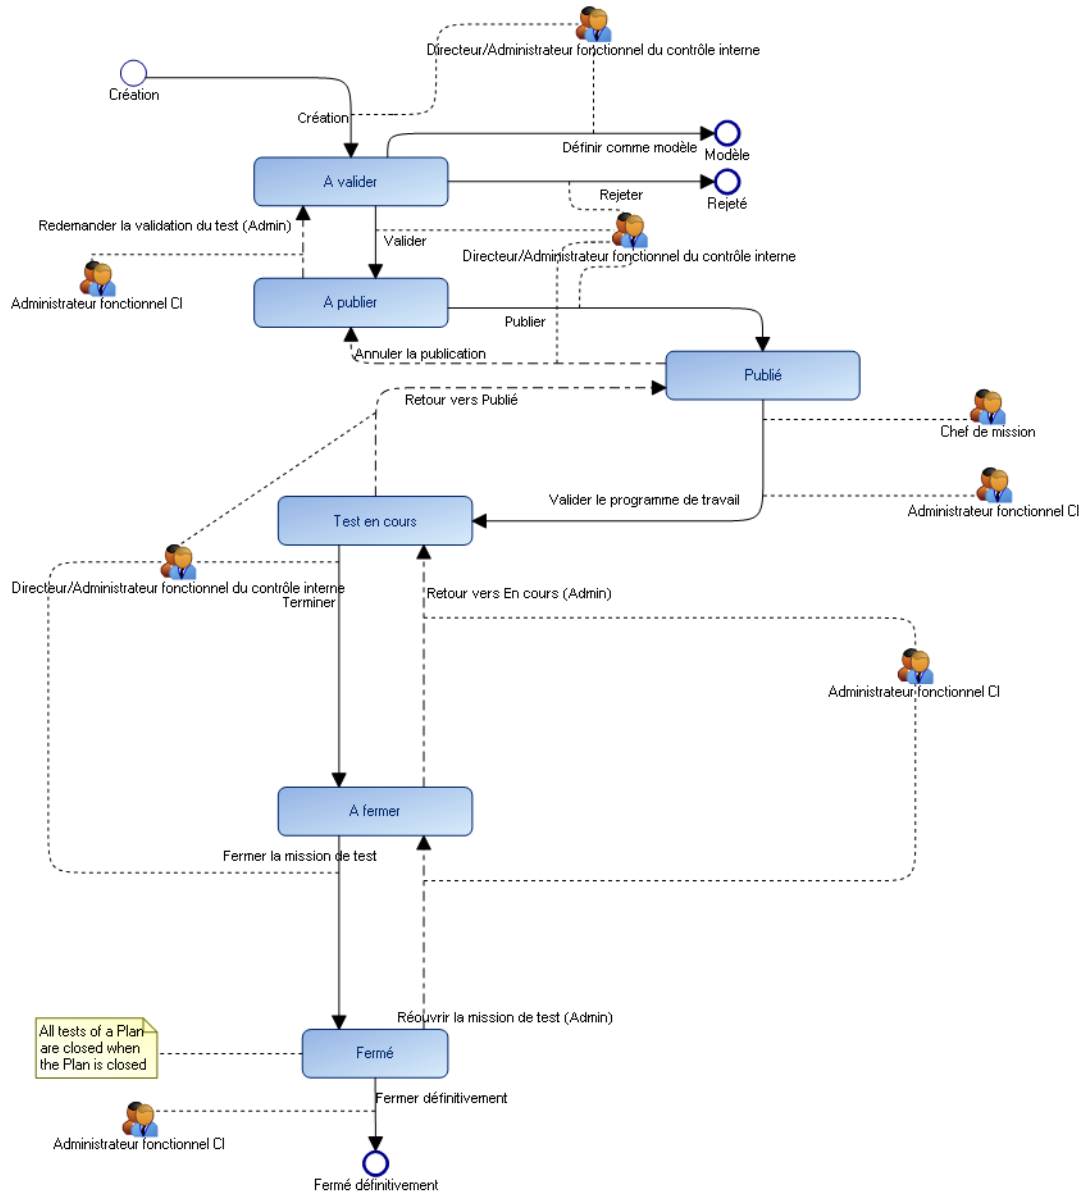 Directeur/Administrateur fonctionnel du contrôle interne
Création
Création
Définir comme modèle
Modèle
A valider
Rejeter
Rejeté
Redemander la validation du test (Admin)
Valider
Directeur/Administrateur fonctionnel du contrôle interne
Administrateur fonctionnel CI
A publier
Publier
Annuler la publication
Publié
Retour vers Publié
Chef de mission
Valider le programme de travail
Administrateur fonctionnel CI
Test en cours
Directeur/Administrateur fonctionnel du contrôle interne
Terminer
Retour vers En cours (Admin)
Administrateur fonctionnel CI
A fermer
Fermer la mission de test
Réouvrir la mission de test (Admin)
All tests of a Plan
are closed when
the Plan is closed
Fermé
Fermer définitivement
Administrateur fonctionnel CI
Fermé définitivement